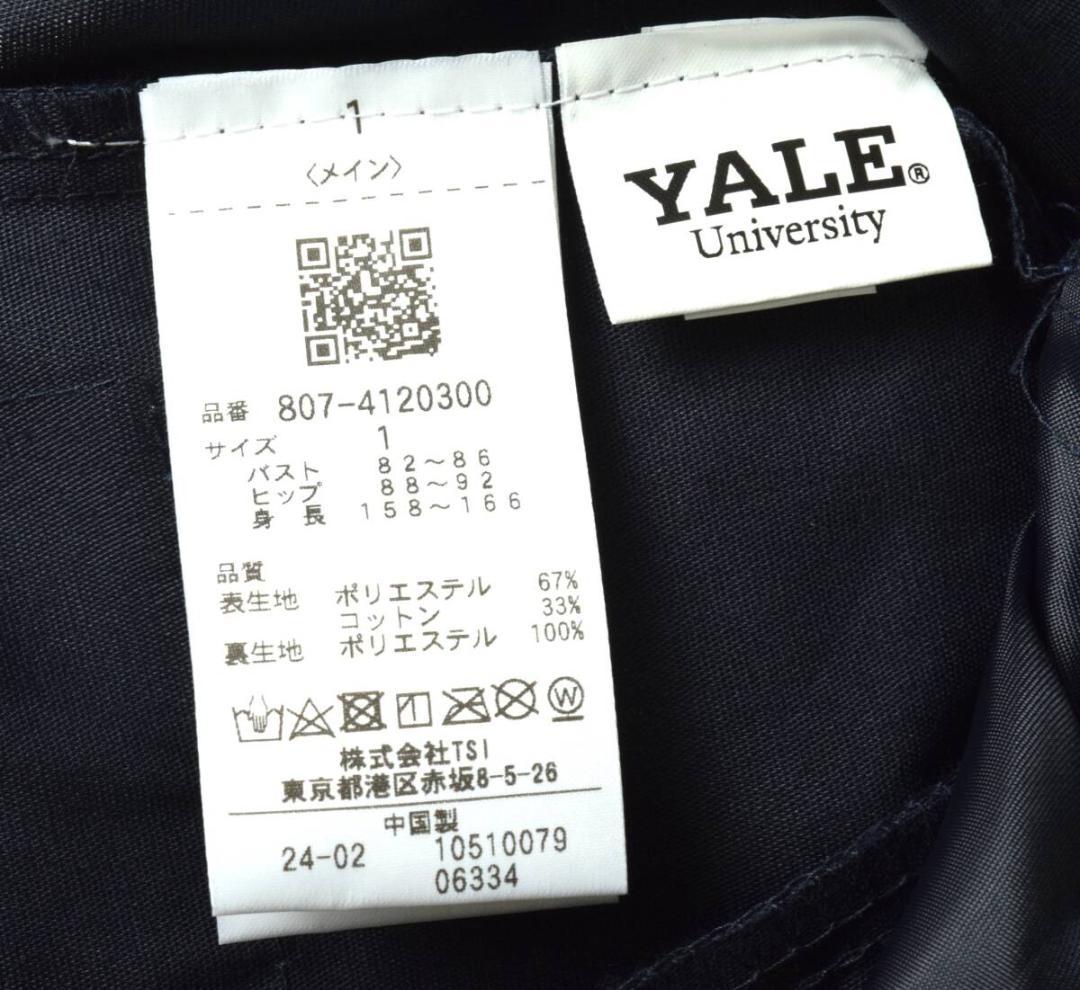 1
〈メイン〉
品番 807-4120300
サイズ 1
バスト 82～86
ヒップ 88～92
身長 158～166
品質
表生地 ポリエステル 67%
コットン 33%
裏生地 ポリエステル 100%
W
株式会社TSI
東京都港区赤坂8-5-26
中国製
24-02 10510079
06334
YALE®
University